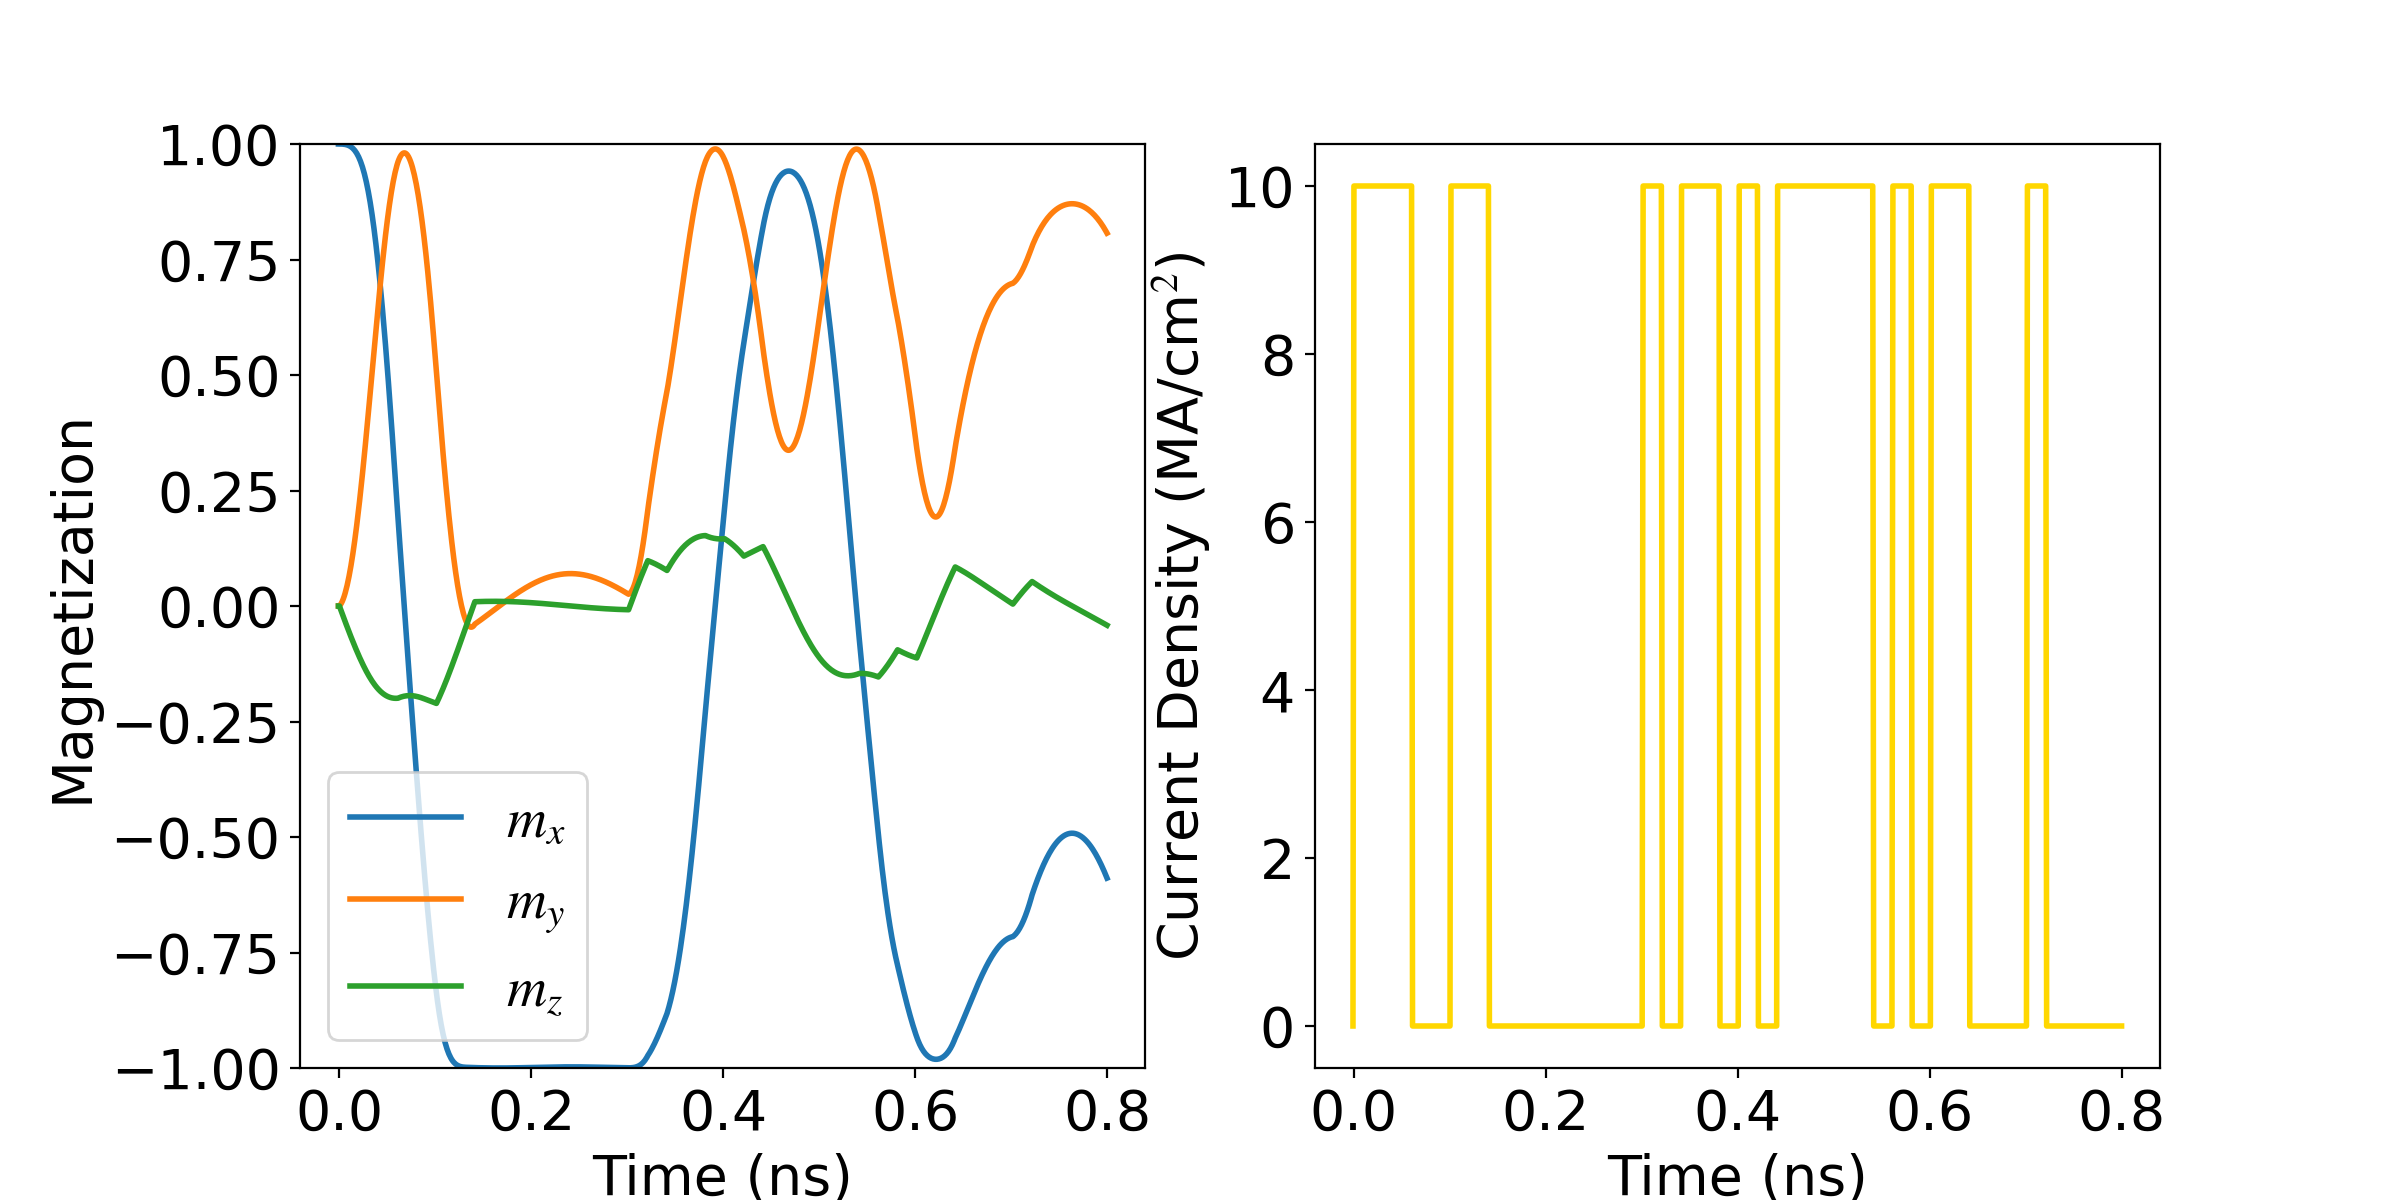 1.00
0.75
0.50
0.25
0.00
−0.25
−0.50
−0.75
−1.00
Magnetization
m_x
m_y
m_z
0.0 0.2 0.4 0.6 0.8
Time (ns)
10
8
6
4
2
0
Current Density (MA/cm²)
0.0 0.2 0.4 0.6 0.8
Time (ns)